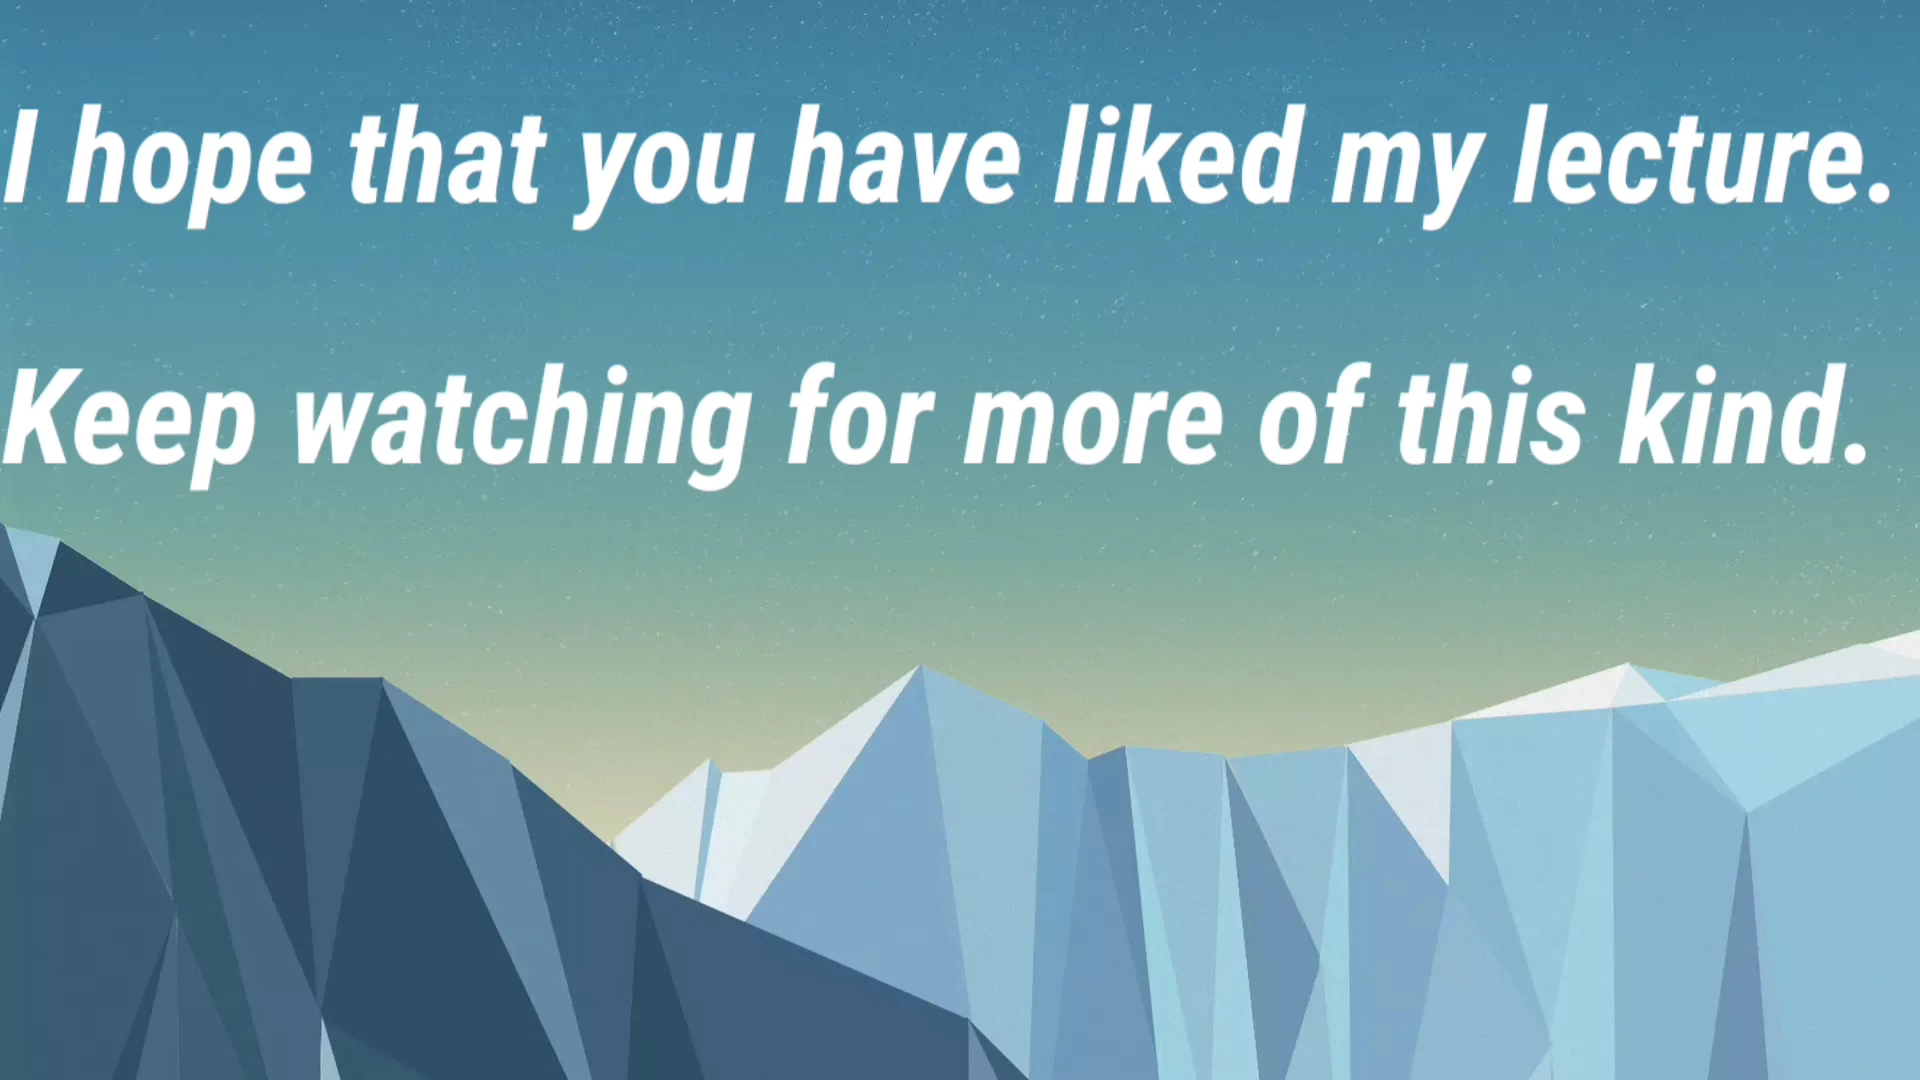 I hope that you have liked my lecture.
Keep watching for more of this kind.